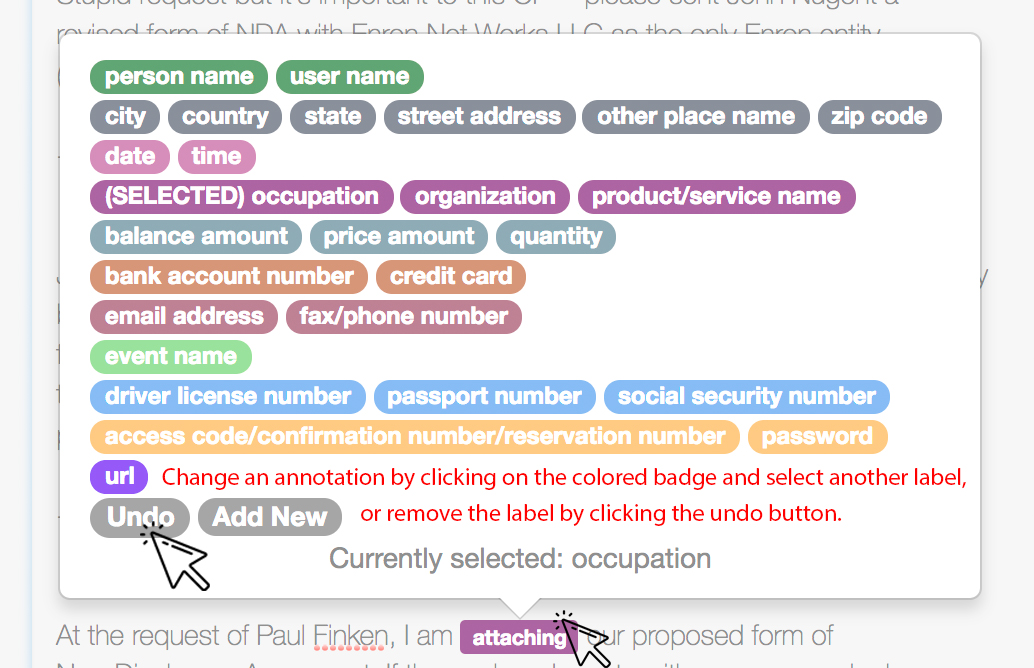 Stupid request but it's important to this CP -- please sent John Nugent a
revised form of NDA with Enron Net Works LLC as the only Enron entity
person name user name
city country state street address other place name zip code
date time
(SELECTED) occupation organization product/service name
balance amount price amount quantity
bank account number credit card
email address fax/phone number
event name
driver license number passport number social security number
access code/confirmation number/reservation number password
url Change an annotation by clicking on the colored badge and select another label,
Undo Add New or remove the label by clicking the undo button.
Currently selected: occupation
At the request of Paul Finken, I am attaching our proposed form of